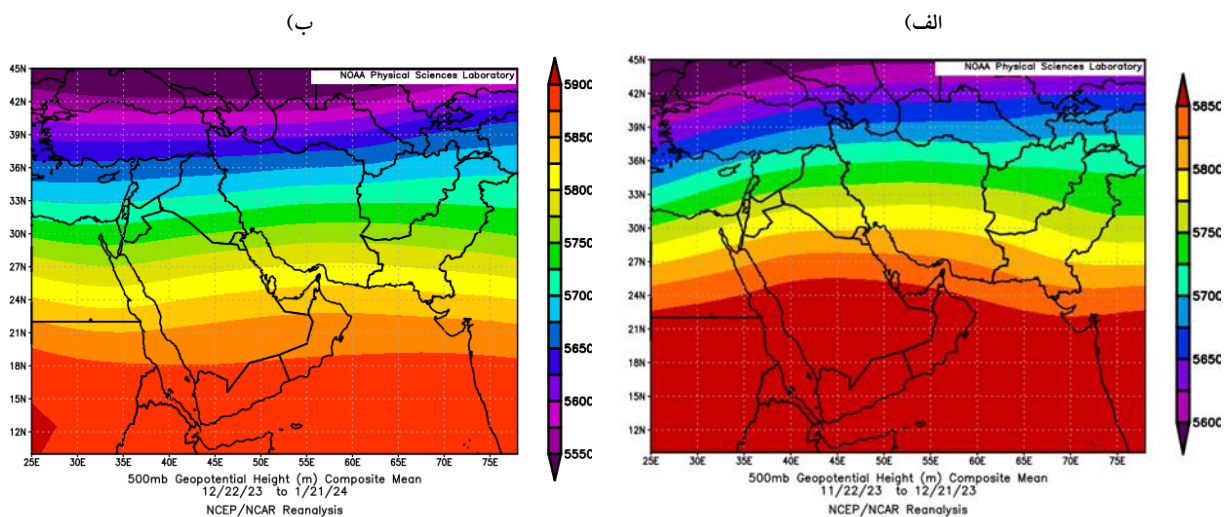 ب)
الف)
NOAA Physical Sciences Laboratory
45N
42N
39N
36N
33N
30N
27N
24N
21N
18N
15N
12N
25E 30E 35E 40E 45E 50E 55E 60E 65E 70E 75E
5900
5850
5800
5750
5700
5650
5600
5550
500mb Geopotential Height (m) Composite Mean
12/22/23 to 1/21/24
NCEP/NCAR Reanalysis
NOAA Physical Sciences Laboratory
45N
42N
39N
36N
33N
30N
27N
24N
21N
18N
15N
12N
25E 30E 35E 40E 45E 50E 55E 60E 65E 70E 75E
5850
5800
5750
5700
5650
5600
500mb Geopotential Height (m) Composite Mean
11/22/23 to 12/21/23
NCEP/NCAR Reanalysis